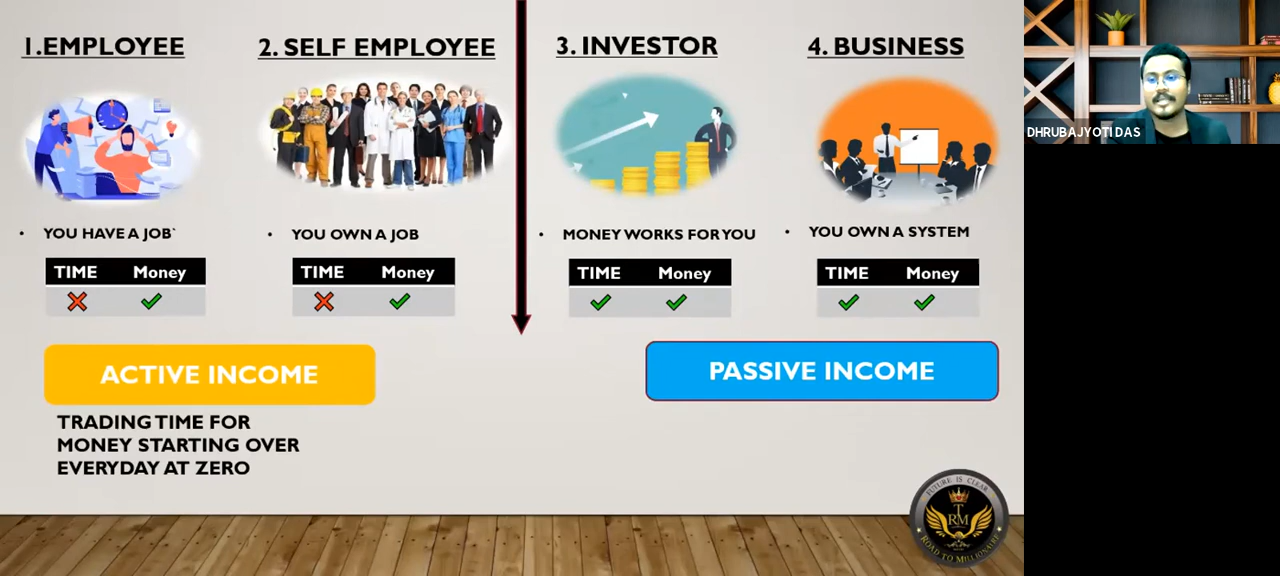 1.EMPLOYEE
2. SELF EMPLOYEE
3. INVESTOR
4. BUSINESS
DHRUBAJYOTI DAS
• YOU HAVE A JOB`
• YOU OWN A JOB
• MONEY WORKS FOR YOU
• YOU OWN A SYSTEM
TIME Money
TIME Money
TIME Money
TIME Money
ACTIVE INCOME
PASSIVE INCOME
TRADING TIME FOR
MONEY STARTING OVER
EVERYDAY AT ZERO
FUTURE IS CLEAR
T
RM
ROAD TO MILLIONAIRE